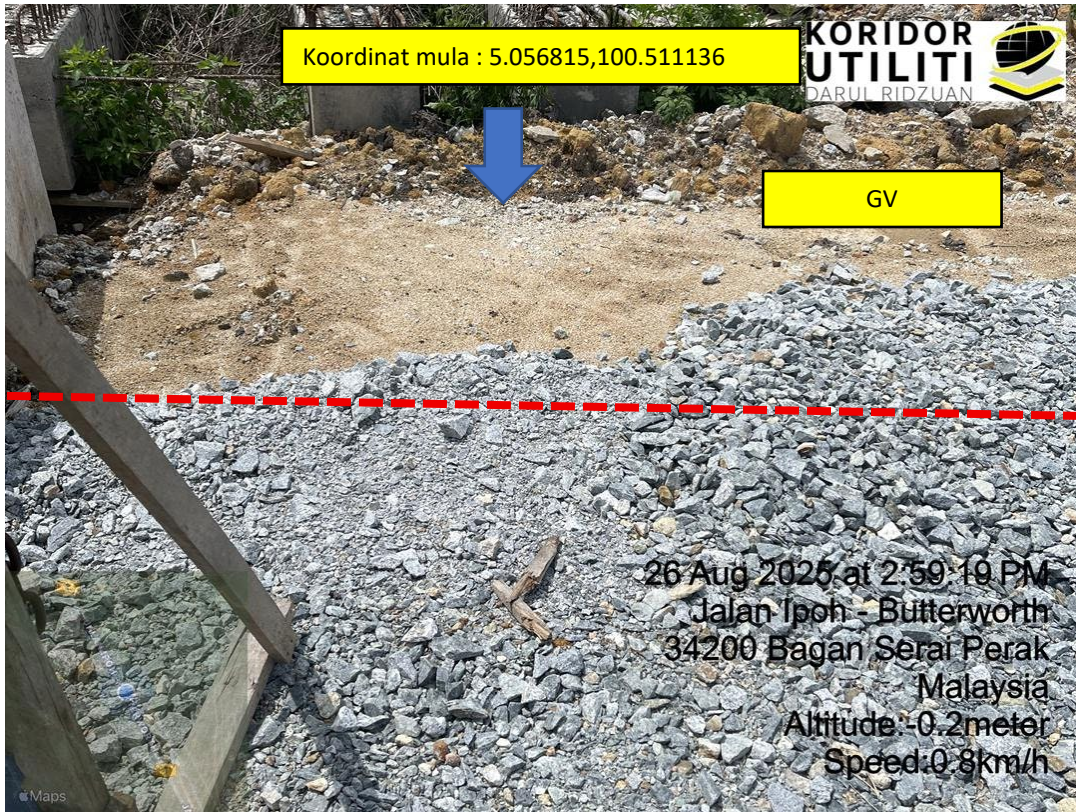 Koordinat mula : 5.056815,100.511136
KORIDOR
UTILITI
DARUL RIDZUAN
GV
26 Aug 2025 at 2:59:19 PM
Jalan Ipoh - Butterworth
34200 Bagan Serai Perak
Malaysia
Altitude:-0.2meter
Speed:0.8km/h
Maps